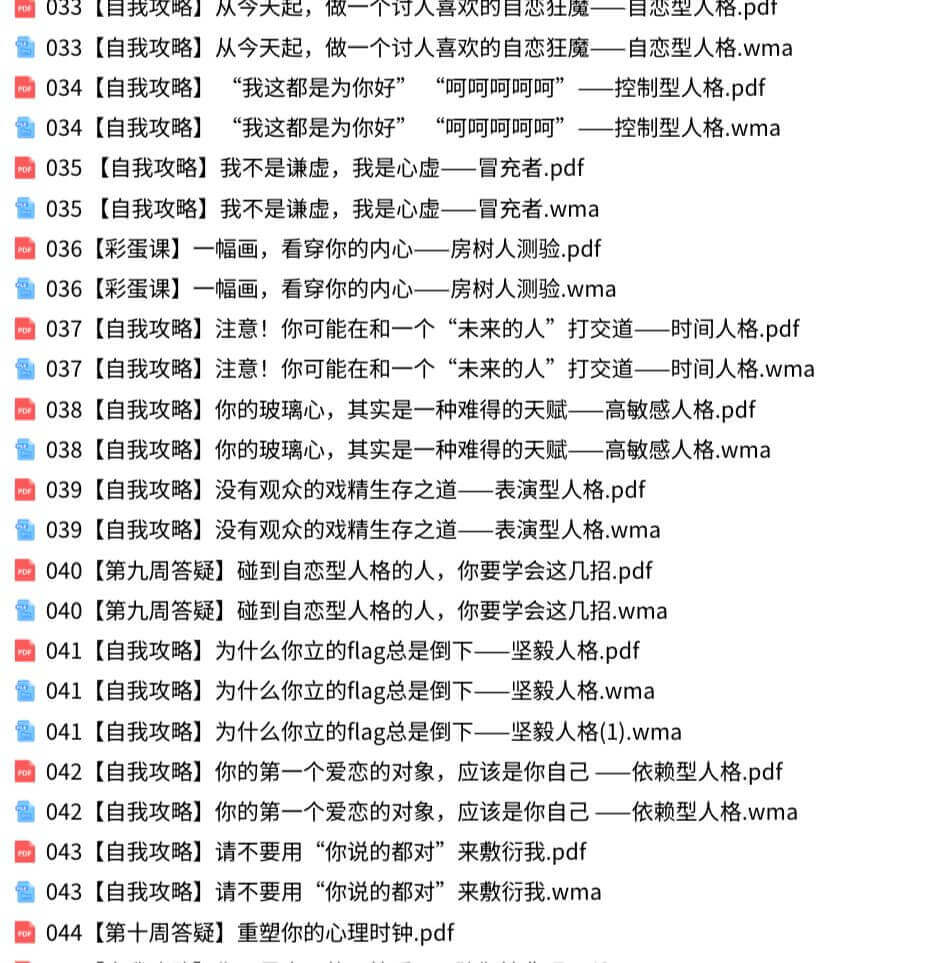 033【自我攻略】从今天起，做一个讨人喜欢的自恋狂魔——自恋型人格.pdf
033【自我攻略】从今天起，做一个讨人喜欢的自恋狂魔——自恋型人格.wma
034【自我攻略】 “我这都是为你好” “呵呵呵呵呵” ——控制型人格.pdf
034【自我攻略】 “我这都是为你好” “呵呵呵呵呵” ——控制型人格.wma
035 【自我攻略】我不是谦虚，我是心虚——冒充者.pdf
035 【自我攻略】我不是谦虚，我是心虚——冒充者.wma
036【彩蛋课】一幅画，看穿你的内心——房树人测验.pdf
036【彩蛋课】一幅画，看穿你的内心——房树人测验.wma
037【自我攻略】注意！你可能在和一个“未来的人”打交道——时间人格.pdf
037【自我攻略】注意！你可能在和一个“未来的人”打交道——时间人格.wma
038【自我攻略】你的玻璃心，其实是一种难得的天赋——高敏感人格.pdf
038【自我攻略】你的玻璃心，其实是一种难得的天赋——高敏感人格.wma
039【自我攻略】没有观众的戏精生存之道——表演型人格.pdf
039【自我攻略】没有观众的戏精生存之道——表演型人格.wma
040【第九周答疑】碰到自恋型人格的人，你要学会这几招.pdf
040【第九周答疑】碰到自恋型人格的人，你要学会这几招.wma
041【自我攻略】为什么你立的flag总是倒下——坚毅人格.pdf
041【自我攻略】为什么你立的flag总是倒下——坚毅人格.wma
041【自我攻略】为什么你立的flag总是倒下——坚毅人格(1).wma
042【自我攻略】你的第一个爱恋的对象，应该是你自己 ——依赖型人格.pdf
042【自我攻略】你的第一个爱恋的对象，应该是你自己 ——依赖型人格.wma
043【自我攻略】请不要用“你说的都对”来敷衍我.pdf
043【自我攻略】请不要用“你说的都对”来敷衍我.wma
044【第十周答疑】重塑你的心理时钟.pdf